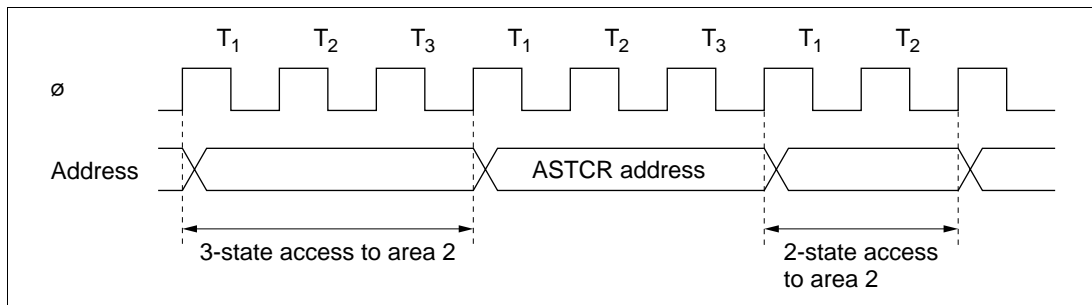 T1 T2 T3 T1 T2 T3 T1 T2
ø
Address ASTCR address
3-state access to area 2 2-state access
to area 2